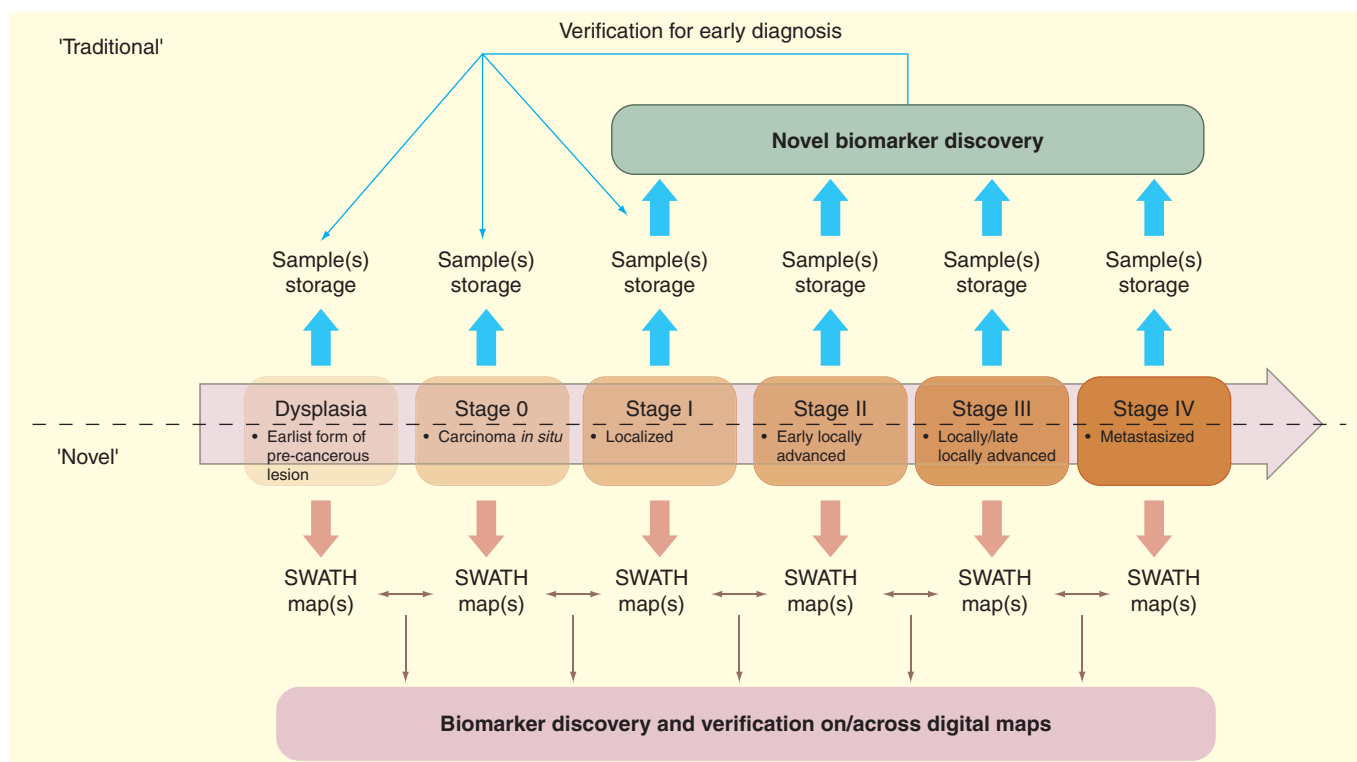 'Traditional'
Verification for early diagnosis
Novel biomarker discovery
Sample(s)
storage
Sample(s)
storage
Sample(s)
storage
Sample(s)
storage
Sample(s)
storage
Sample(s)
storage
Dysplasia
• Earlist form of
pre-cancerous
lesion
Stage 0
• Carcinoma in situ
Stage I
• Localized
Stage II
• Early locally
advanced
Stage III
• Locally/late
locally advanced
Stage IV
• Metastasized
'Novel'
SWATH
map(s)
SWATH
map(s)
SWATH
map(s)
SWATH
map(s)
SWATH
map(s)
SWATH
map(s)
Biomarker discovery and verification on/across digital maps